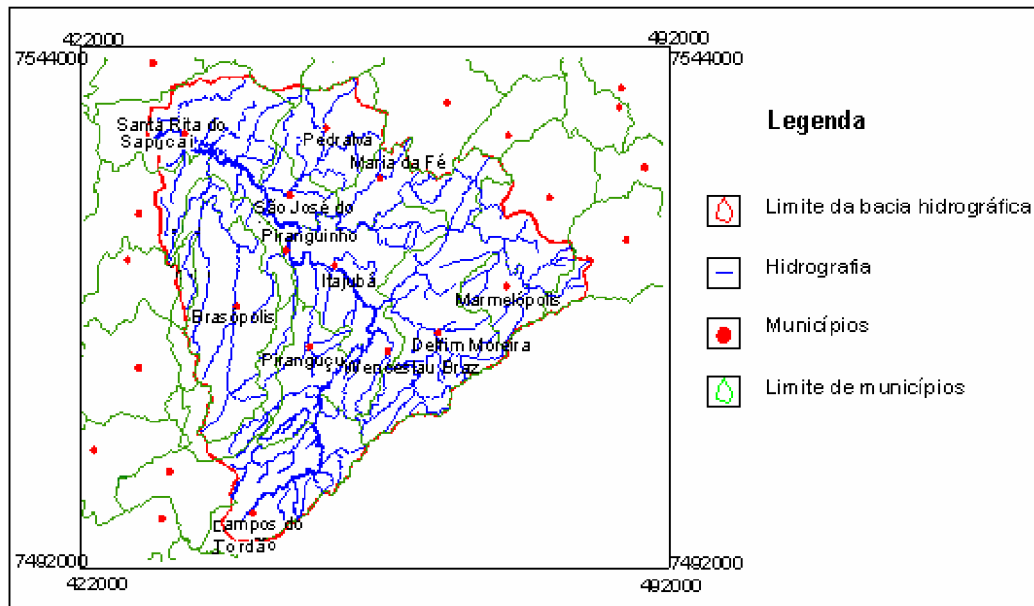 422000
492000
7544000
7544000
Santa Rita do
Sapucaí
Pedralva
Maria da Fé
São José do
Piranguinho
Itajubá
Marmelópolis
Brasópolis
Delfim Moreira
Piranguçu
Wenceslau Braz
Campos do
Jordão
7492000
7492000
422000
492000
Legenda
Limite da bacia hidrográfica
Hidrografia
Municípios
Limite de municípios